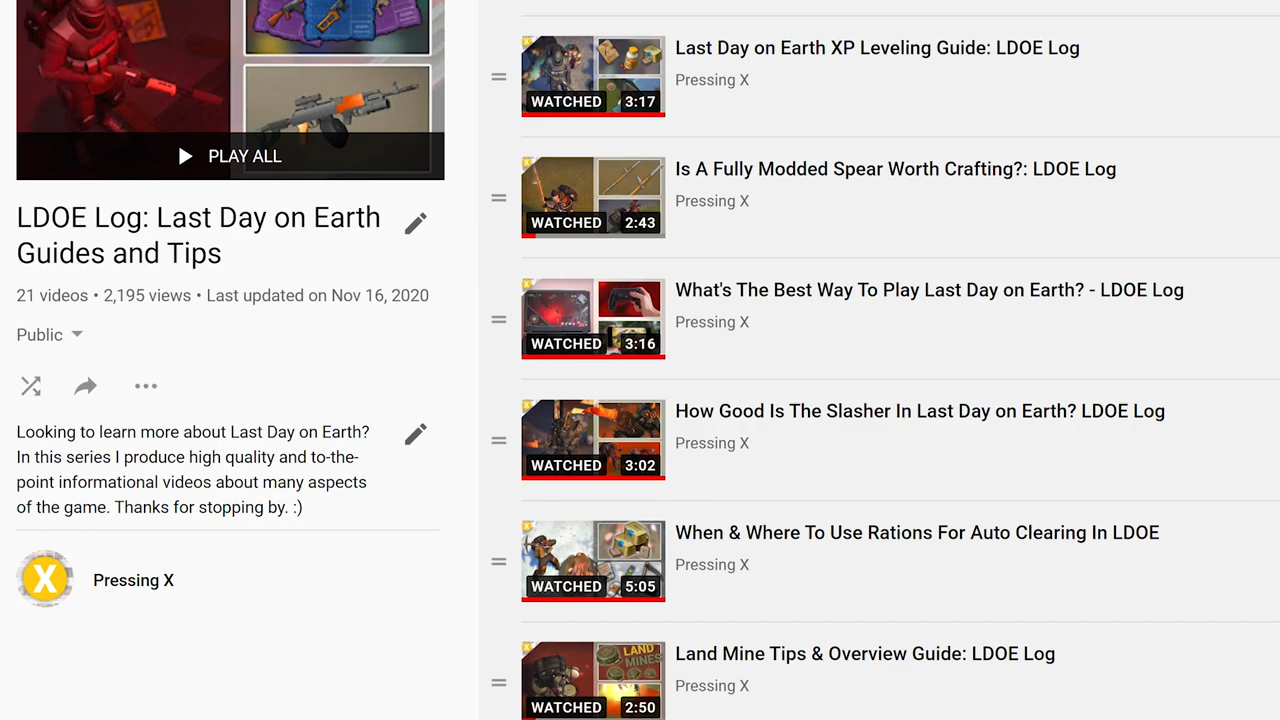 PLAY ALL
LDOE Log: Last Day on Earth
Guides and Tips
21 videos • 2,195 views • Last updated on Nov 16, 2020
Public
Looking to learn more about Last Day on Earth?
In this series I produce high quality and to-the-
point informational videos about many aspects
of the game. Thanks for stopping by. :)
X
Pressing X
Last Day on Earth XP Leveling Guide: LDOE Log
Pressing X
WATCHED 3:17
Is A Fully Modded Spear Worth Crafting?: LDOE Log
Pressing X
WATCHED 2:43
What's The Best Way To Play Last Day on Earth? - LDOE Log
Pressing X
WATCHED 3:16
How Good Is The Slasher In Last Day on Earth? LDOE Log
Pressing X
WATCHED 3:02
When & Where To Use Rations For Auto Clearing In LDOE
Pressing X
WATCHED 5:05
Land Mine Tips & Overview Guide: LDOE Log
Pressing X
LAND
MINES
WATCHED 2:50